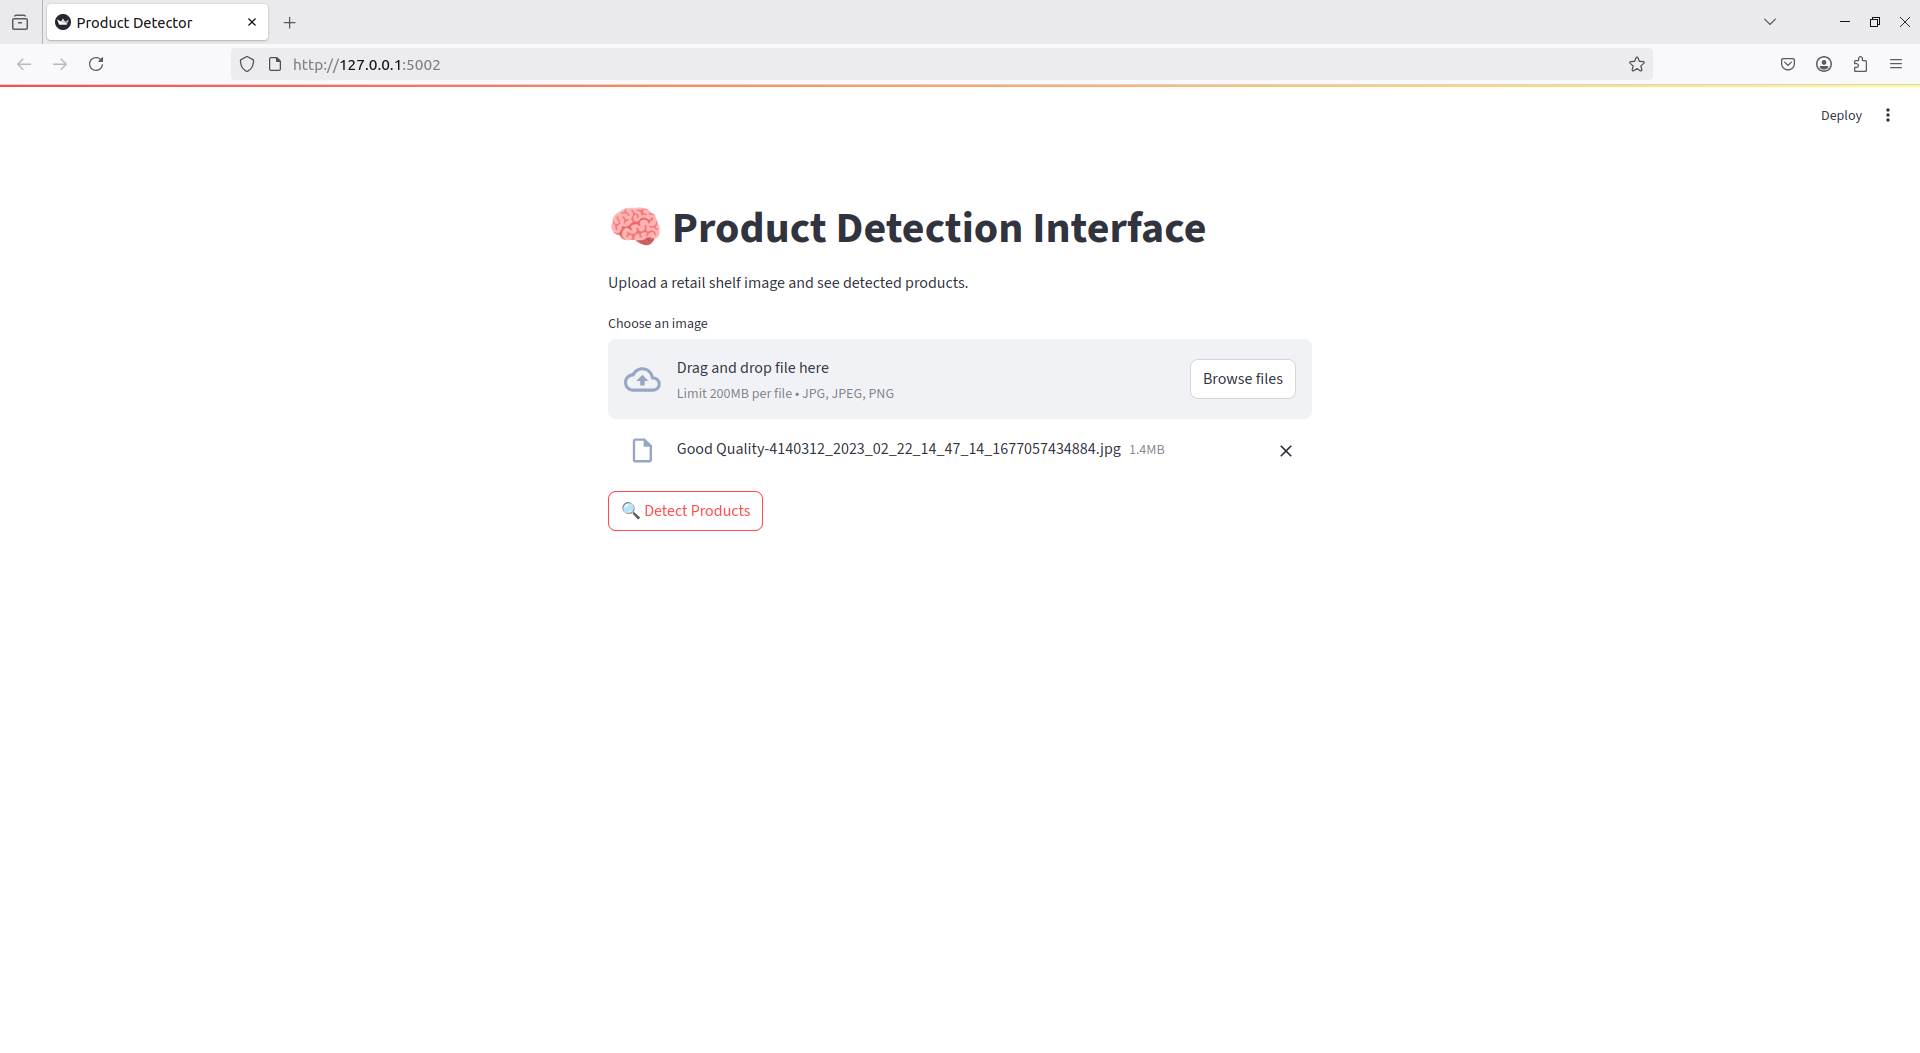 Product Detector
http://127.0.0.1:5002
Deploy
Product Detection Interface
Upload a retail shelf image and see detected products.
Choose an image
Drag and drop file here
Limit 200MB per file • JPG, JPEG, PNG
Browse files
Good Quality-4140312_2023_02_22_14_47_14_1677057434884.jpg 1.4MB
Detect Products